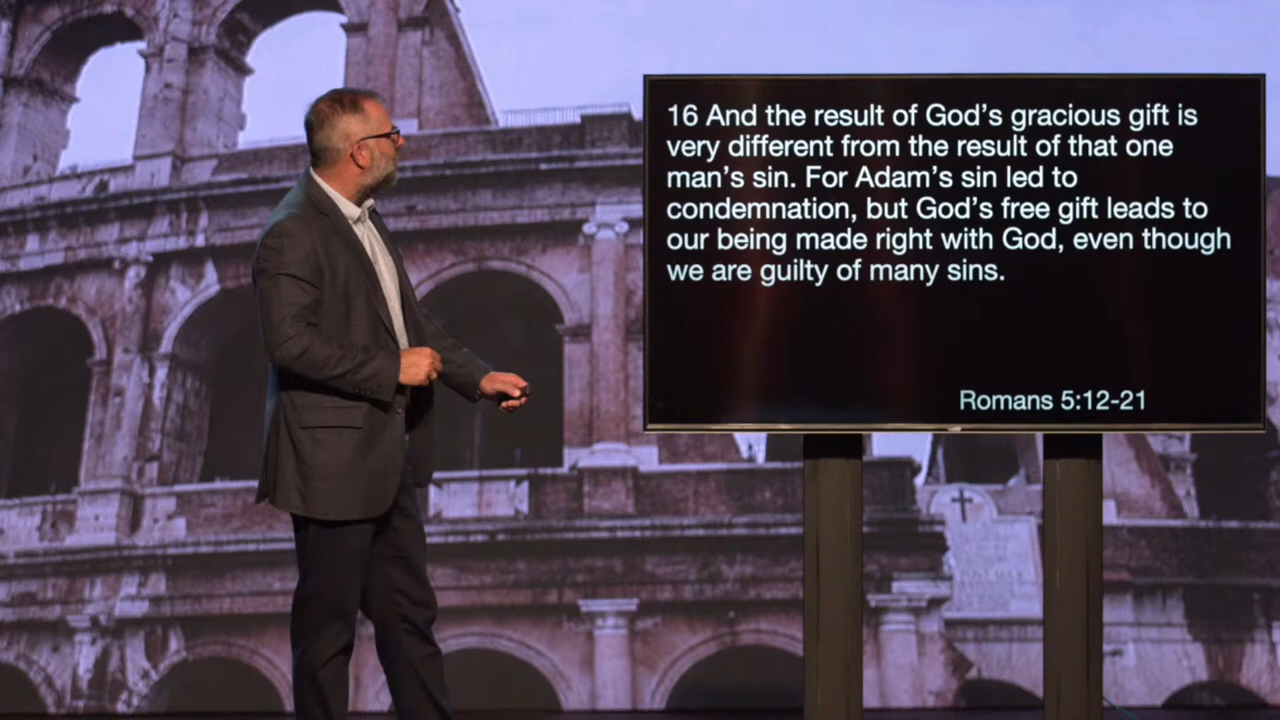 16 And the result of God’s gracious gift is
very different from the result of that one
man’s sin. For Adam’s sin led to
condemnation, but God’s free gift leads to
our being made right with God, even though
we are guilty of many sins.
Romans 5:12-21